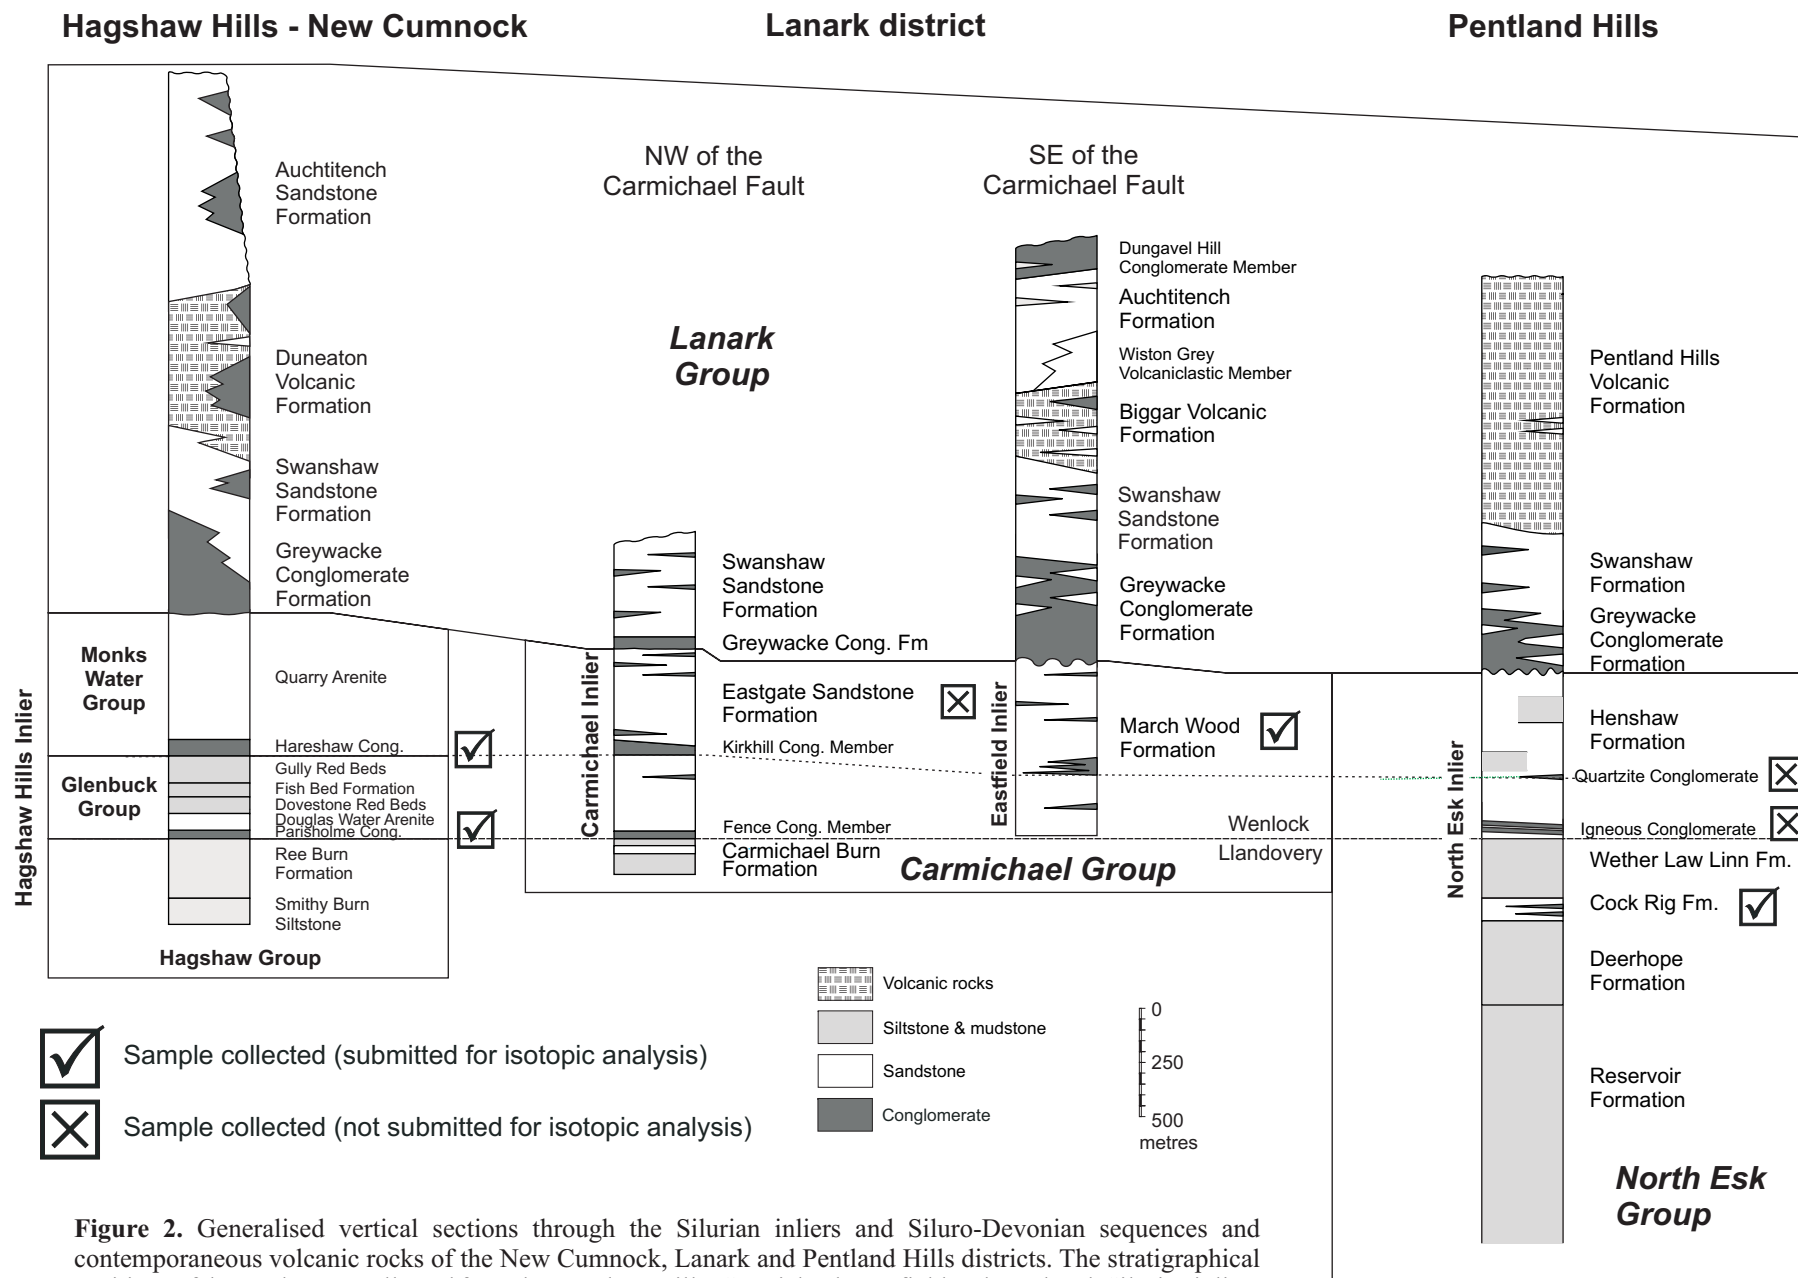 Hagshaw Hills - New Cumnock
Lanark district
Pentland Hills
Auchtitench
Sandstone
Formation
Duneaton
Volcanic
Formation
Swanshaw
Sandstone
Formation
Greywacke
Conglomerate
Formation
Hagshaw Hills Inlier
Monks
Water
Group
Quarry Arenite
Hareshaw Cong.
Glenbuck
Group
Gully Red Beds
Fish Bed Formation
Dovestone Red Beds
Douglas Water Arenite
Parisholme Cong.
Ree Burn
Formation
Smithy Burn
Siltstone
Hagshaw Group
NW of the
Carmichael Fault
Lanark
Group
Swanshaw
Sandstone
Formation
Greywacke Cong. Fm
Carmichael Inlier
Eastgate Sandstone
Formation
Kirkhill Cong. Member
Fence Cong. Member
Carmichael Burn
Formation
Carmichael Group
SE of the
Carmichael Fault
Dungavel Hill
Conglomerate Member
Auchtitench
Formation
Wiston Grey
Volcaniclastic Member
Biggar Volcanic
Formation
Swanshaw
Sandstone
Formation
Greywacke
Conglomerate
Formation
Eastfield Inlier
March Wood
Formation
Wenlock
Llandovery
Pentland Hills
Volcanic
Formation
Swanshaw
Formation
Greywacke
Conglomerate
Formation
North Esk Inlier
Henshaw
Formation
Quartzite Conglomerate
Igneous Conglomerate
Wether Law Linn Fm.
Cock Rig Fm.
Deerhope
Formation
Reservoir
Formation
North Esk
Group
Volcanic rocks
Siltstone & mudstone
Sandstone
Conglomerate
0
250
500
metres
Sample collected (submitted for isotopic analysis)
Sample collected (not submitted for isotopic analysis)
Figure 2. Generalised vertical sections through the Silurian inliers and Siluro-Devonian sequences and
contemporaneous volcanic rocks of the New Cumnock, Lanark and Pentland Hills districts. The stratigraphical